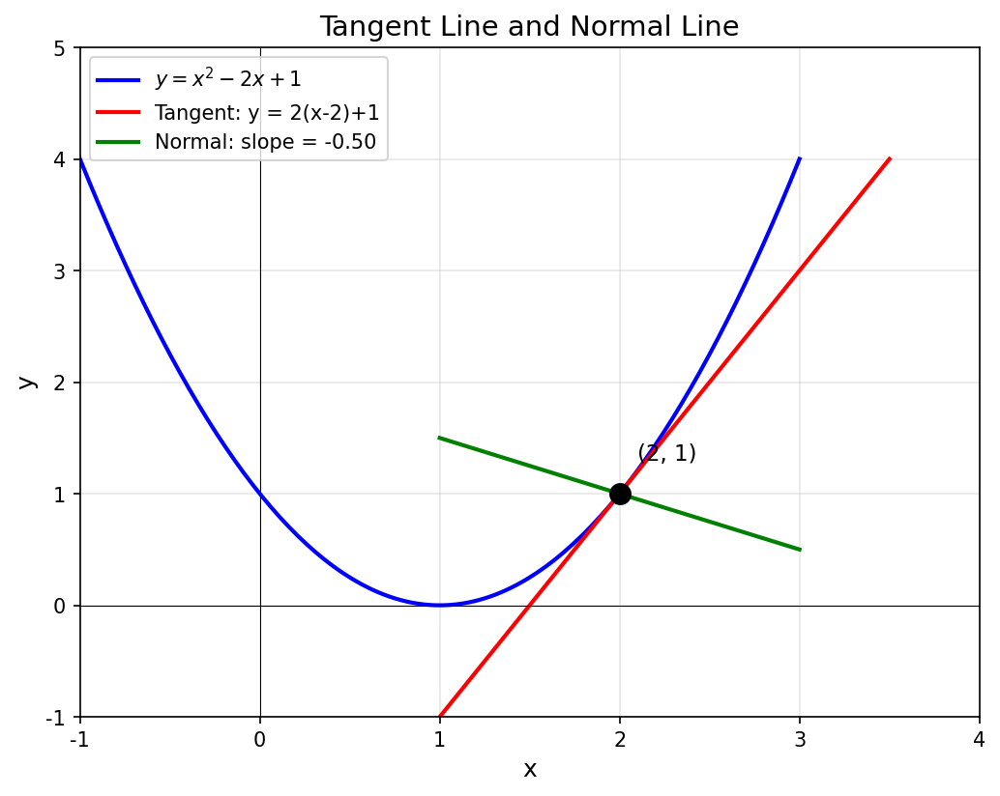 Tangent Line and Normal Line
y = x² − 2x + 1
Tangent: y = 2(x-2)+1
Normal: slope = -0.50
5
4
3
2
1
0
-1
y
(2, 1)
-1 0 1 2 3 4
x